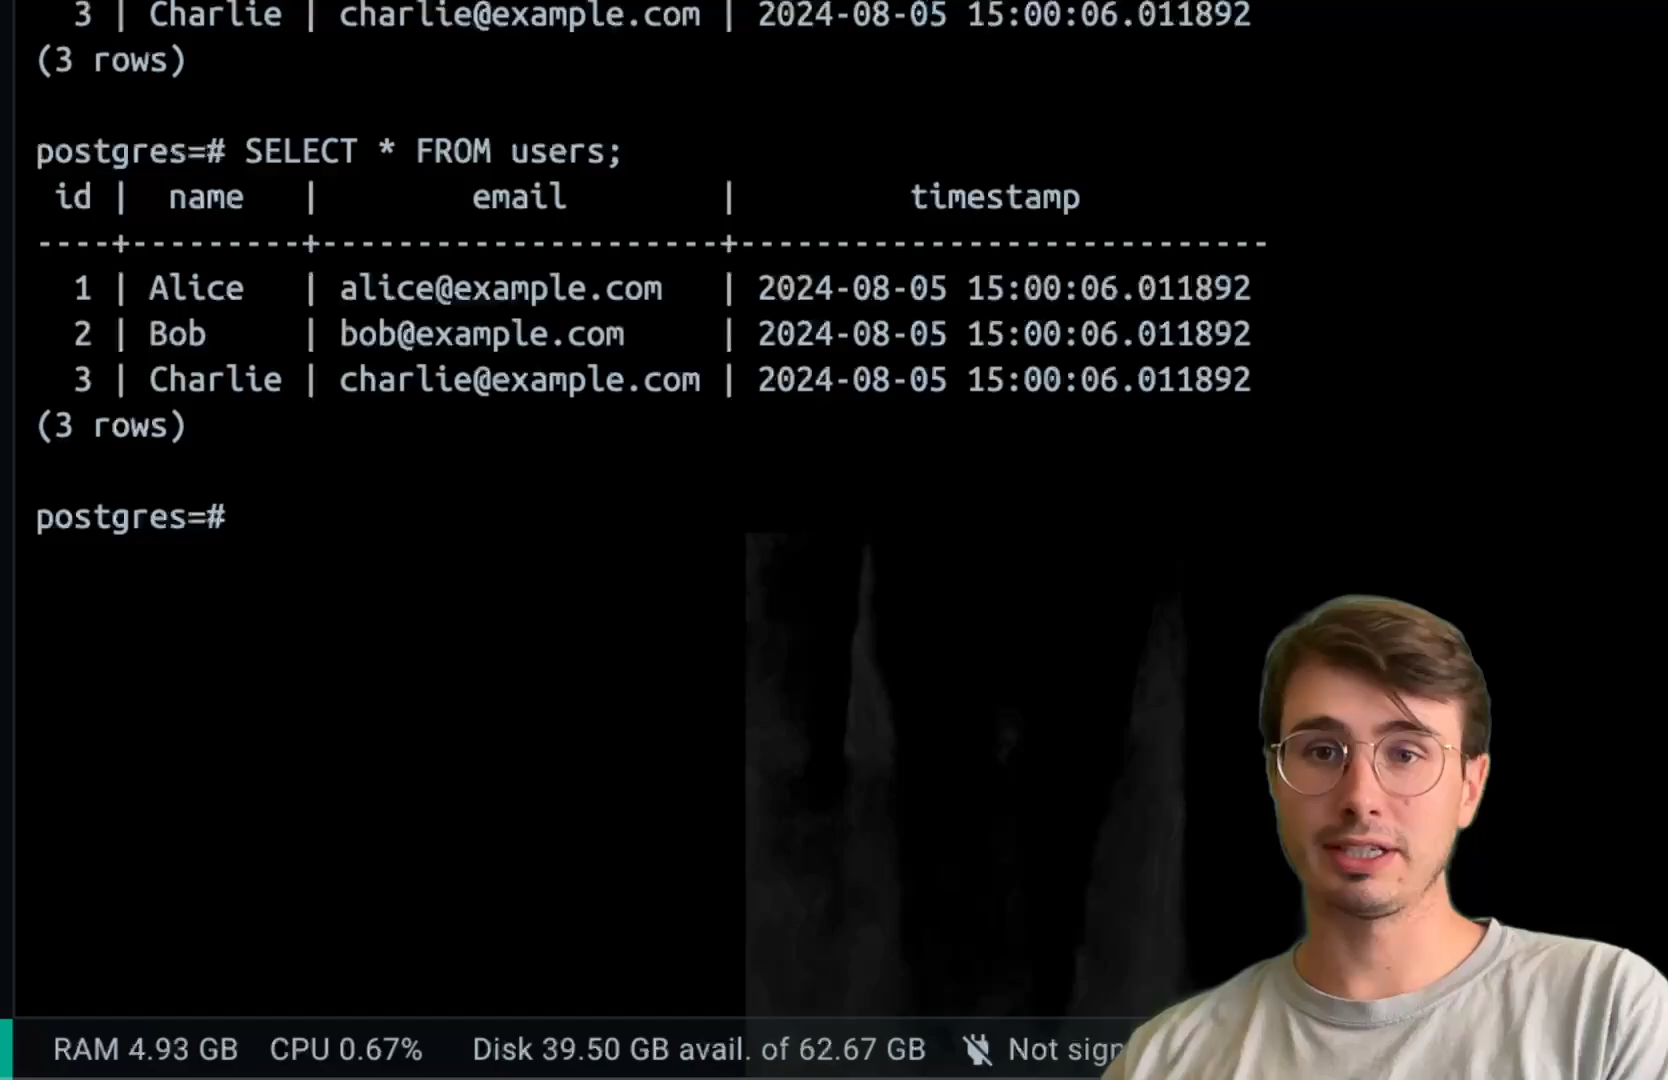 3 | Charlie | charlie@example.com | 2024-08-05 15:00:06.011892
(3 rows)
postgres=# SELECT * FROM users;
id | name | email | timestamp
----+---------+---------------------+----------------------------
1 | Alice | alice@example.com | 2024-08-05 15:00:06.011892
2 | Bob | bob@example.com | 2024-08-05 15:00:06.011892
3 | Charlie | charlie@example.com | 2024-08-05 15:00:06.011892
(3 rows)
postgres=#
RAM 4.93 GB CPU 0.67% Disk 39.50 GB avail. of 62.67 GB Not